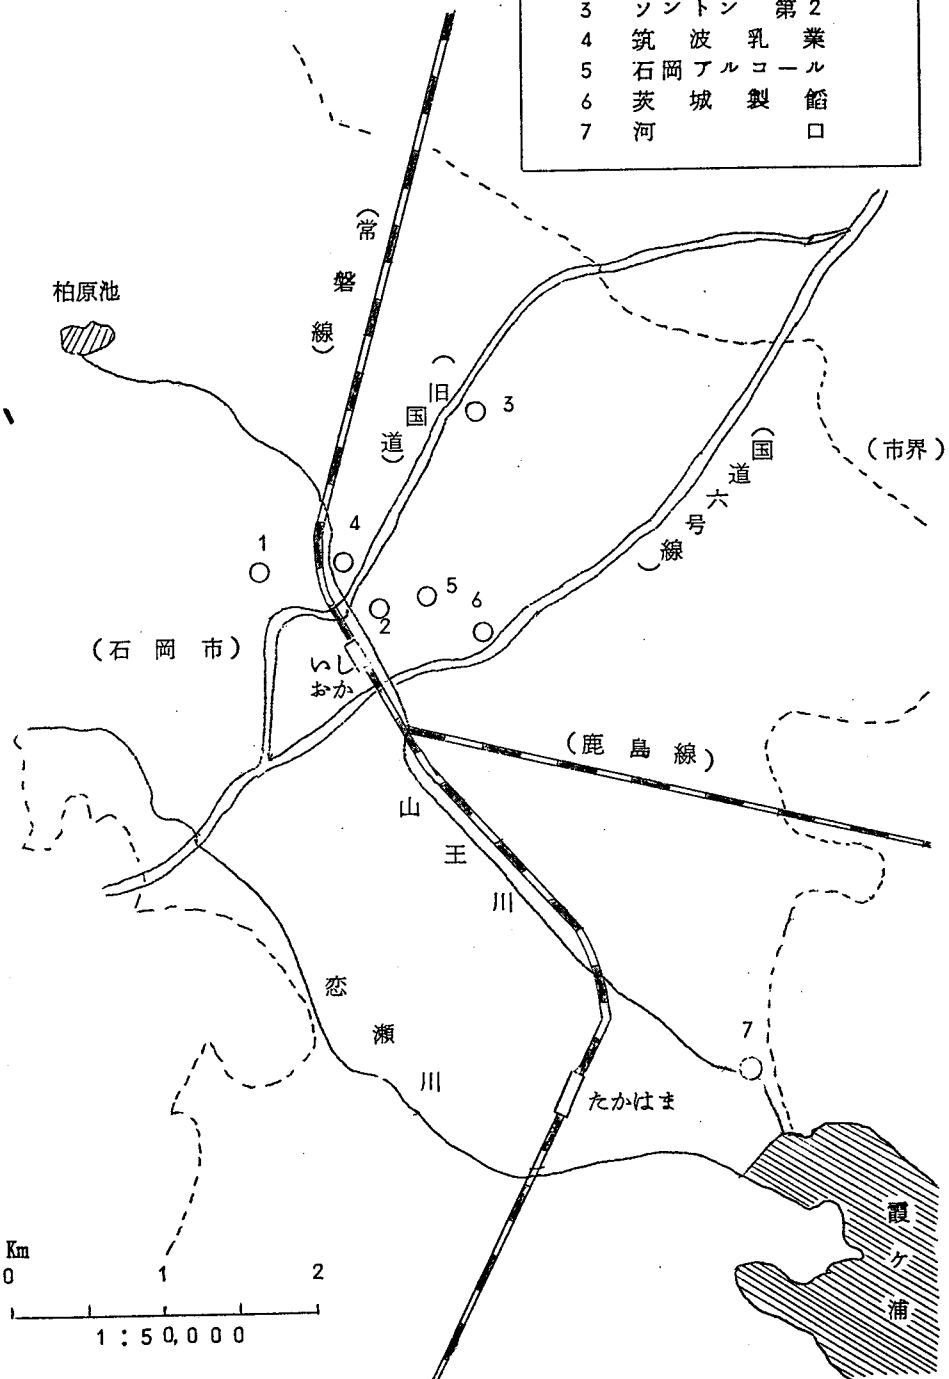 3 ソントン 第2
4 筑波乳業
5 石岡アルコール
6 茨城製餡
7 河口
(常磐線)
柏原池
(旧国道)
3
(国道六号線)
(市界)
4
1
5
6
2
(石岡市)
いし
おか
(鹿島線)
山王川
恋瀬川
7
たかはま
霞ヶ浦
Km
0 1 2
1:50,000